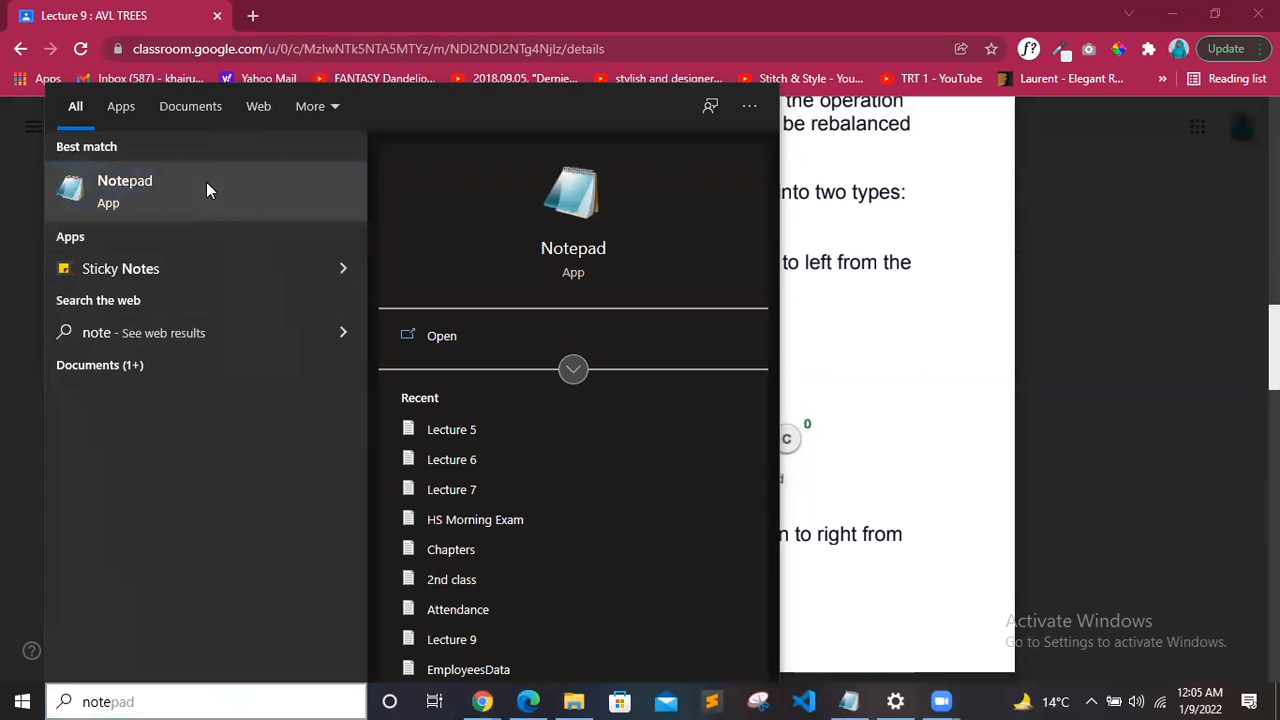 Lecture 9 : AVL TREES
classroom.google.com/u/0/c/MzIwNTk5NTA5MTYz/m/NDI2NDI2NTg4NjIz/details
Update
Apps
Inbox (587) - khairu...
Yahoo Mail
FANTASY Dandelio...
2018.09.05. "Dernie...
stylish and designer...
Stitch & Style - You...
TRT 1 - YouTube
Laurent - Elegant R...
»
Reading list
All
Apps
Documents
Web
More
the operation
be rebalanced
Best match
Notepad
App
into two types:
Apps
Sticky Notes
Notepad
App
to left from the
Search the web
note - See web results
Open
Documents (1+)
Recent
Lecture 5
Lecture 6
Lecture 7
HS Morning Exam
Chapters
2nd class
Attendance
Lecture 9
EmployeesData
0
C
d
n to right from
Activate Windows
Go to Settings to activate Windows.
notepad
14°C
12:05 AM
1/9/2022